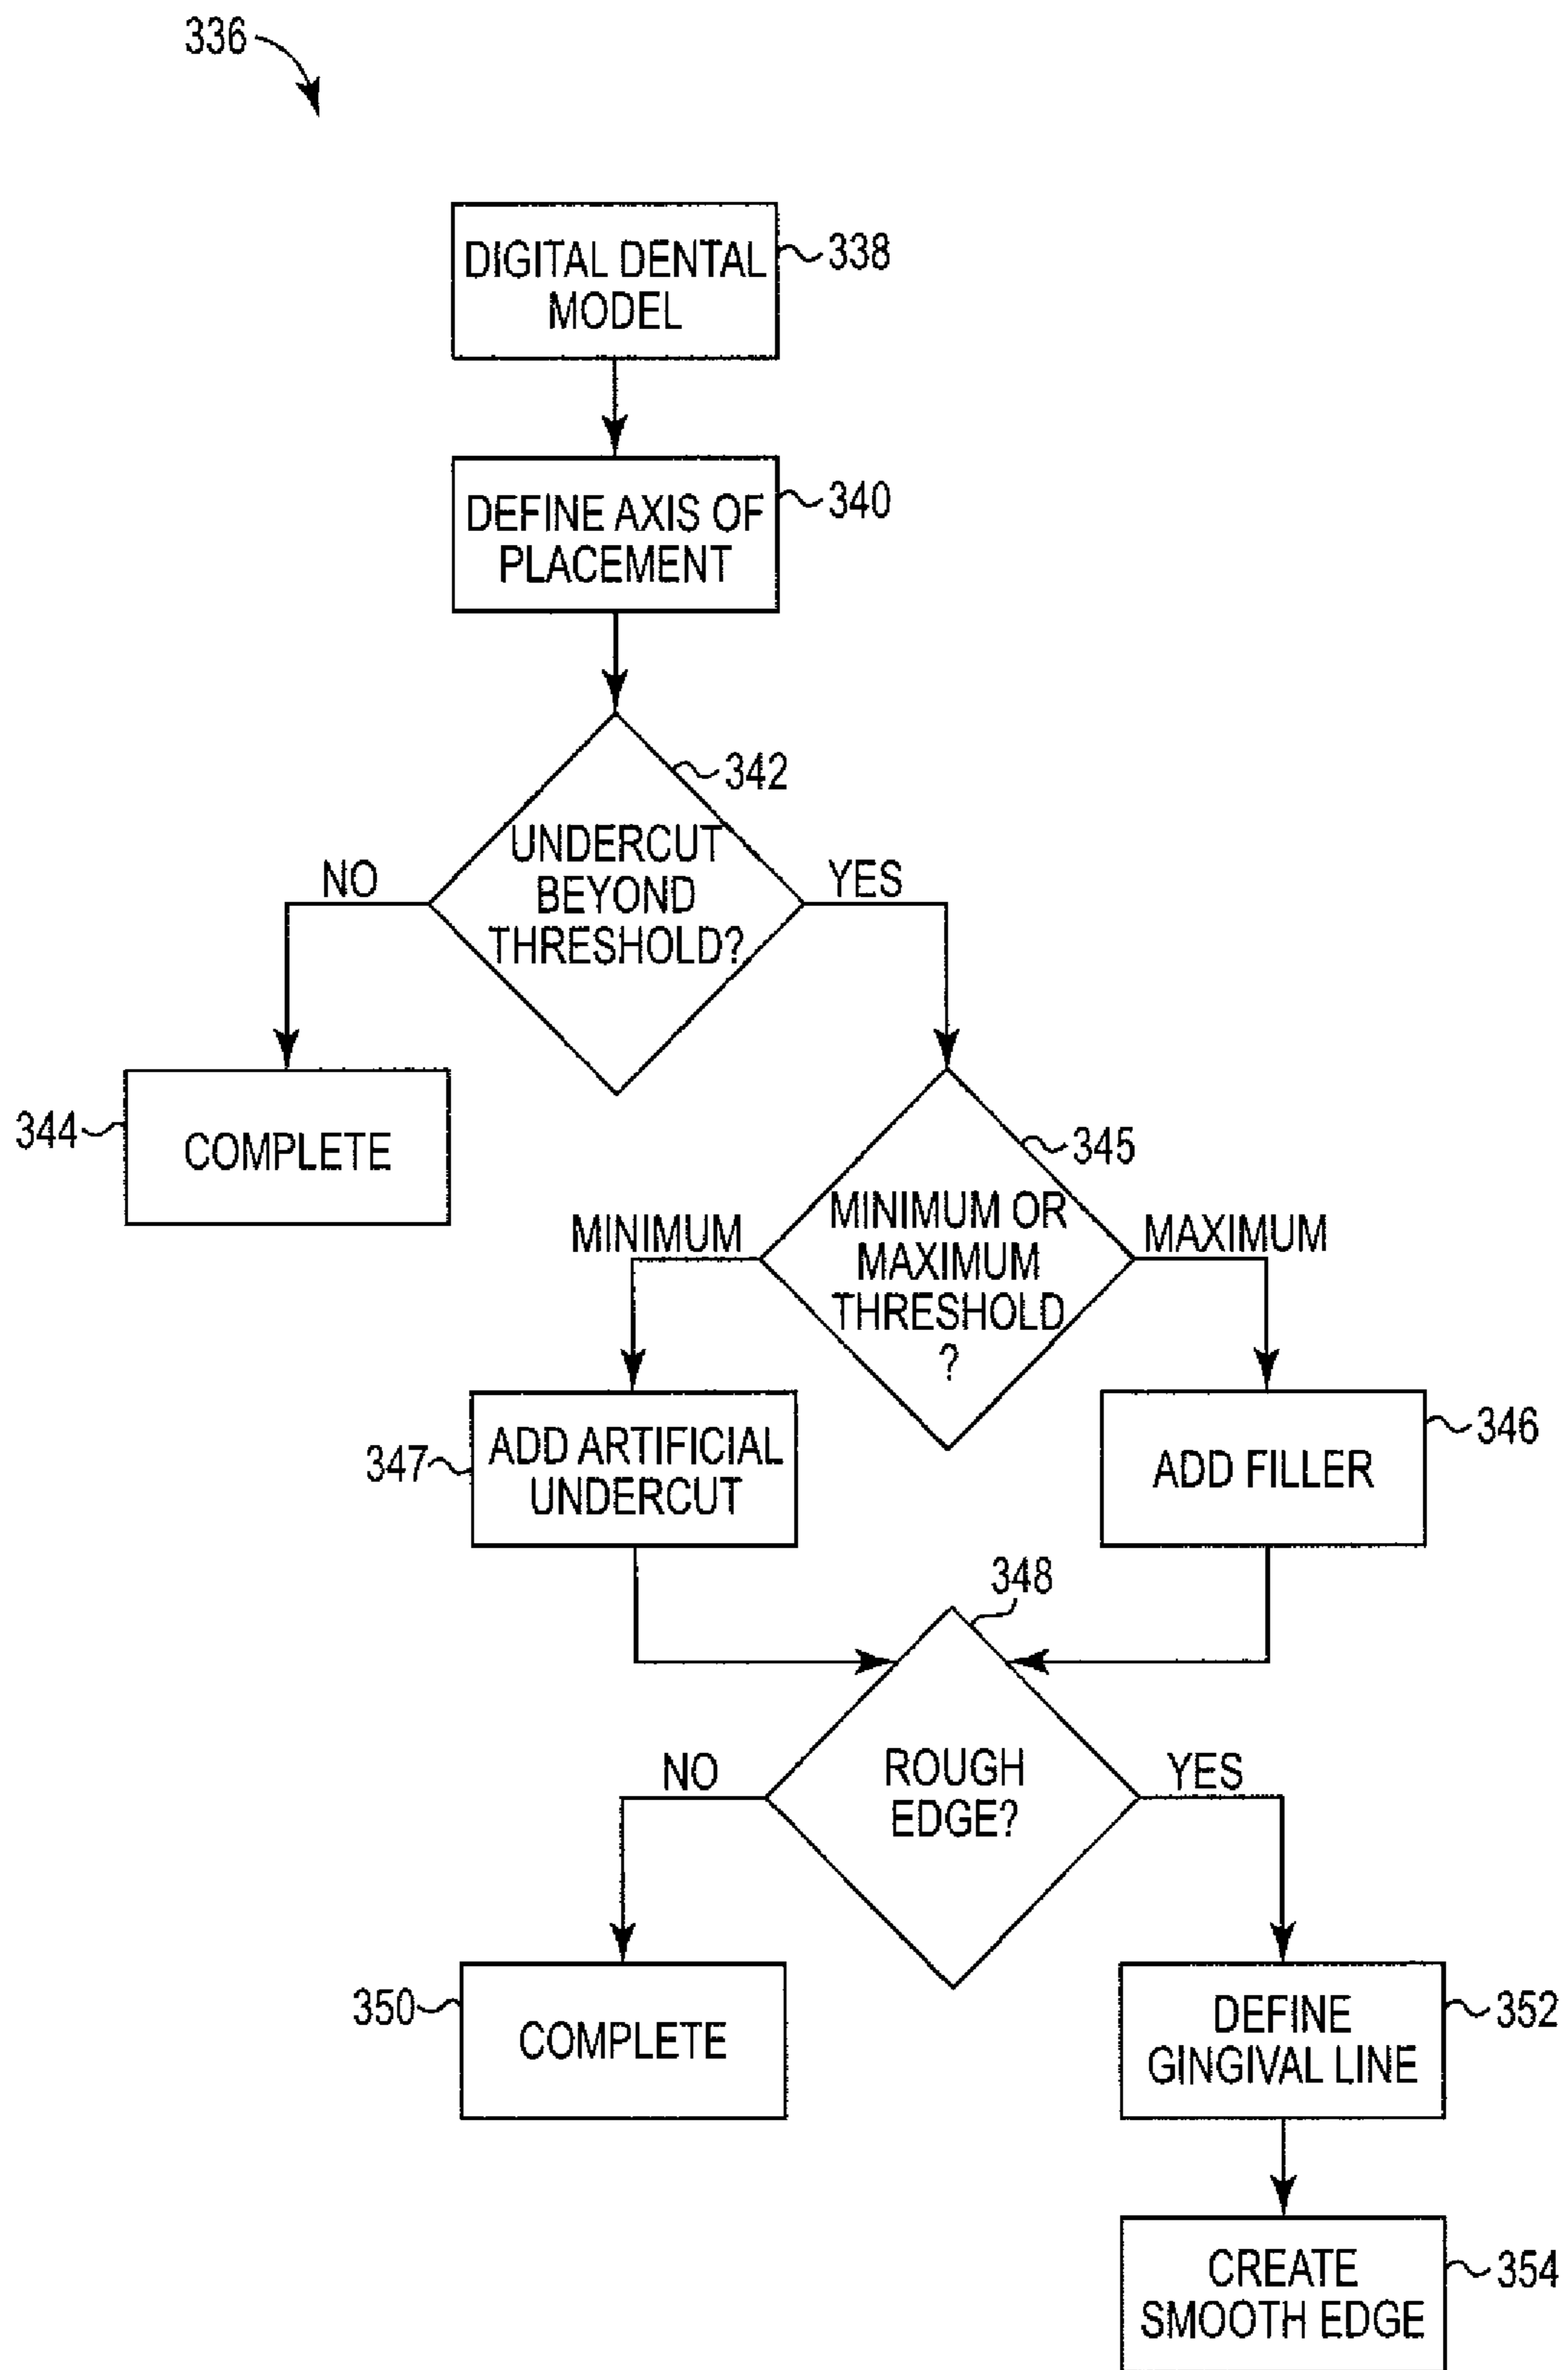 336
DIGITAL DENTAL
MODEL
338
DEFINE AXIS OF
PLACEMENT
340
342
UNDERCUT
BEYOND
THRESHOLD?
NO
YES
344
COMPLETE
345
MINIMUM OR
MAXIMUM
THRESHOLD
?
MINIMUM
MAXIMUM
347
ADD ARTIFICIAL
UNDERCUT
ADD FILLER
346
348
ROUGH
EDGE?
NO
YES
350
COMPLETE
DEFINE
GINGIVAL LINE
352
CREATE
SMOOTH EDGE
354